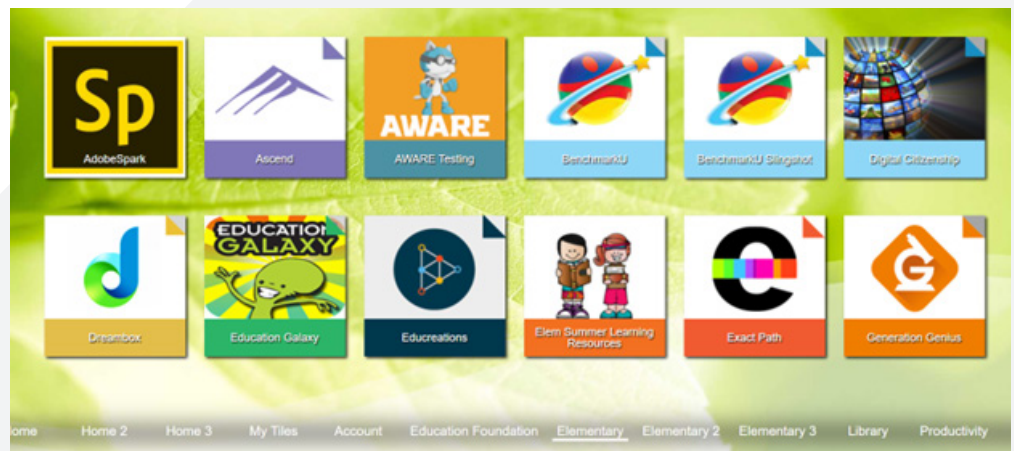 Sp
AdobeSpark
Ascend
AWARE
AWARE Testing
BenchmarkU
BenchmarkU Slingshot
Digital Citizenship
Dreambox
EDUCATION
GALAXY
Education Galaxy
Educreations
Elem Summer Learning
Resources
Exact Path
G
Generation Genius
ome Home 2 Home 3 My Tiles Account Education Foundation Elementary Elementary 2 Elementary 3 Library Productivity